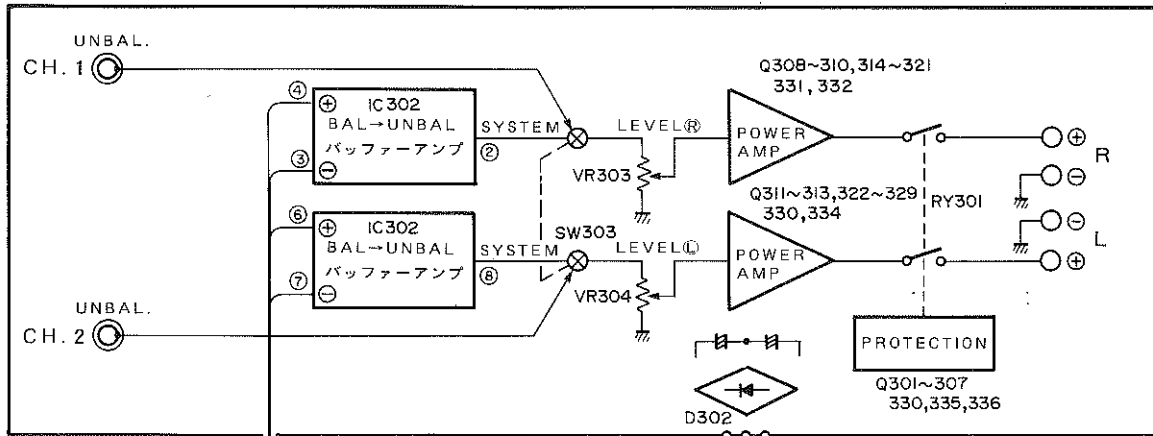 UNBAL.
CH. 1
④
⊕
IC302
BAL→UNBAL
バッファーアンプ
③
⊖
SYSTEM
②
LEVELⓇ
VR303
Q308~310,314~321
331,332
POWER
AMP
⊕
R
⊖
RY301
⑥
⊕
IC302
BAL→UNBAL
バッファーアンプ
⑦
⊖
SYSTEM
⑧
SW303
LEVELⓁ
VR304
Q311~313,322~329
330,334
POWER
AMP
⊖
L
⊕
UNBAL.
CH. 2
D302
PROTECTION
Q301~307
330,335,336